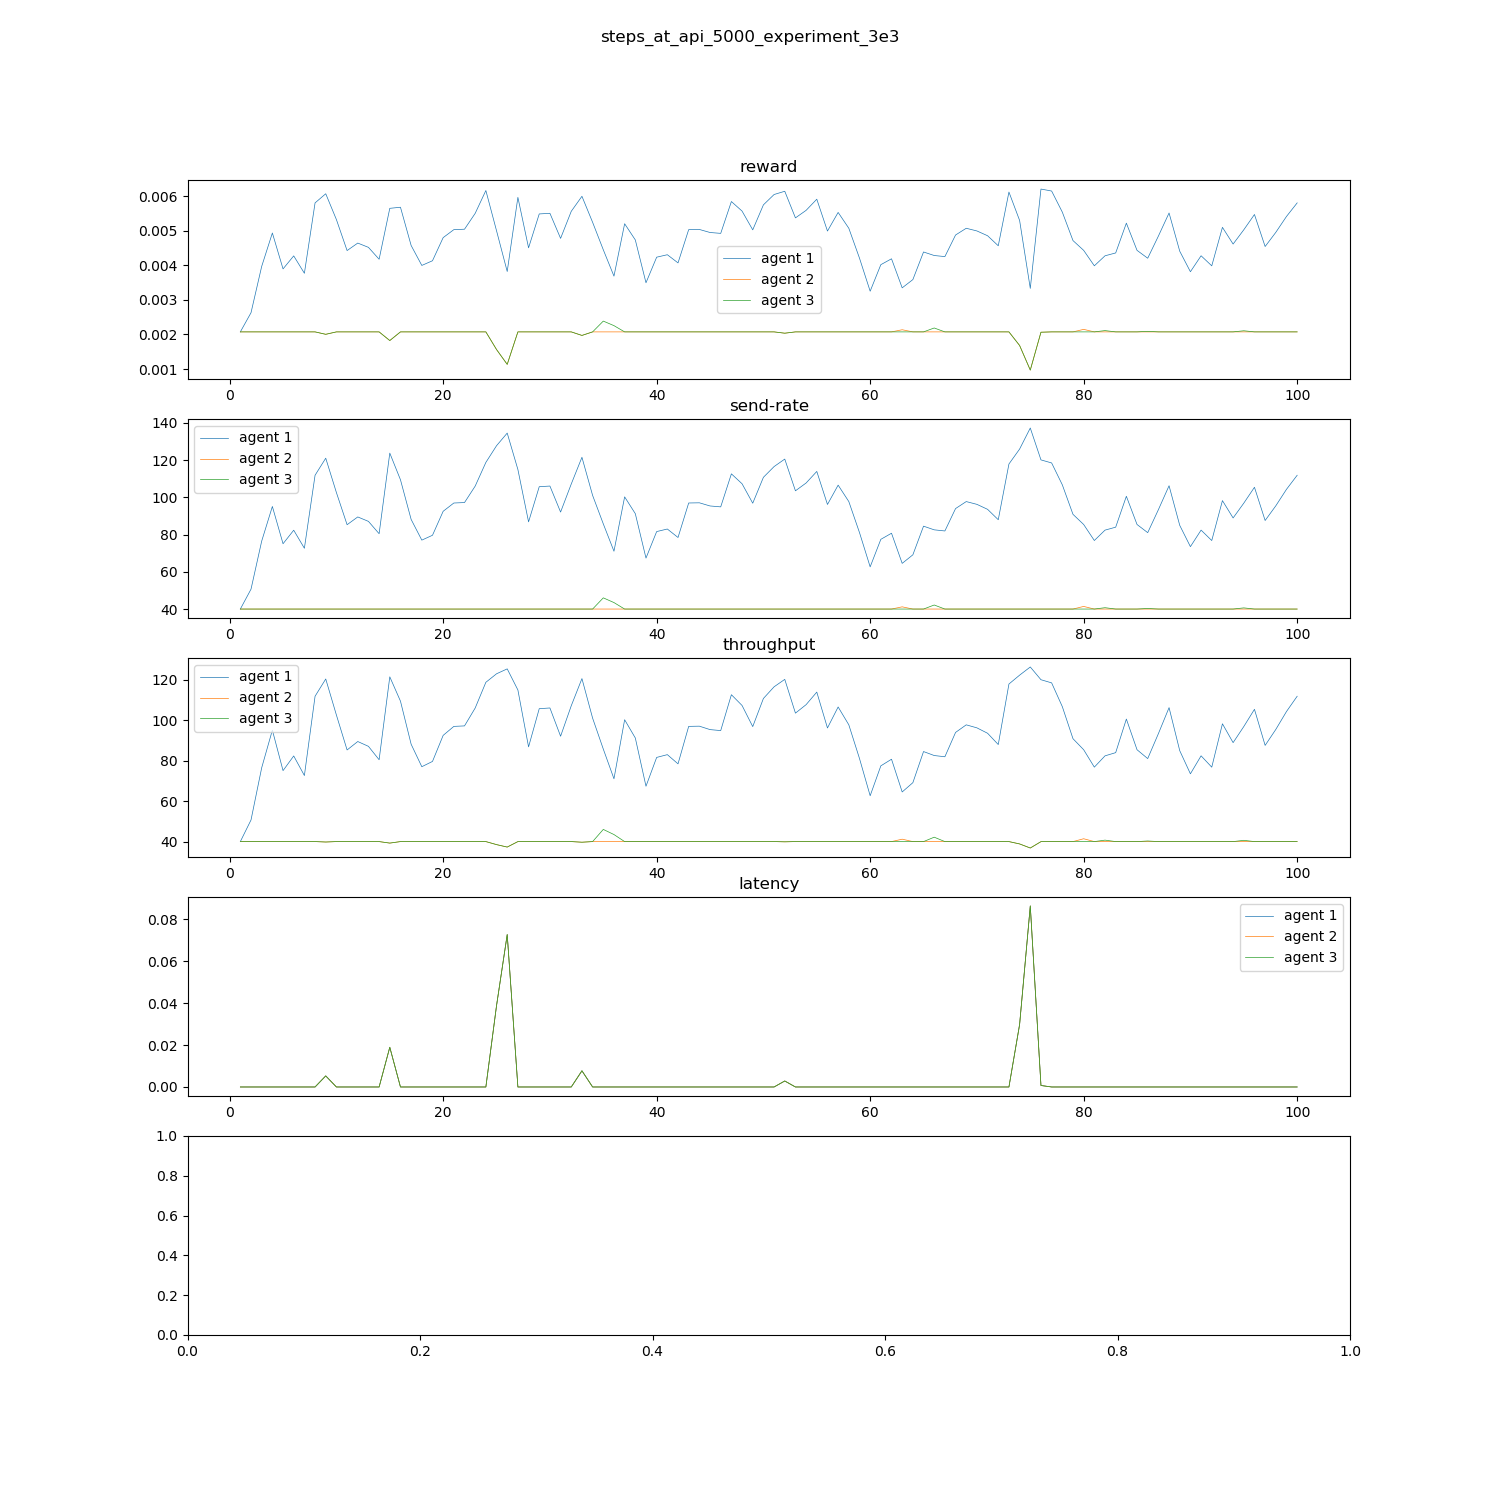 steps_at_api_5000_experiment_3e3
reward
0.006
0.005
0.004
0.003
0.002
0.001
agent 1
agent 2
agent 3
0 20 40 60 80 100
send-rate
140
120
100
80
60
40
agent 1
agent 2
agent 3
0 20 40 60 80 100
throughput
120
100
80
60
40
agent 1
agent 2
agent 3
0 20 40 60 80 100
latency
0.08
0.06
0.04
0.02
0.00
agent 1
agent 2
agent 3
0 20 40 60 80 100
1.0
0.8
0.6
0.4
0.2
0.0
0.0 0.2 0.4 0.6 0.8 1.0